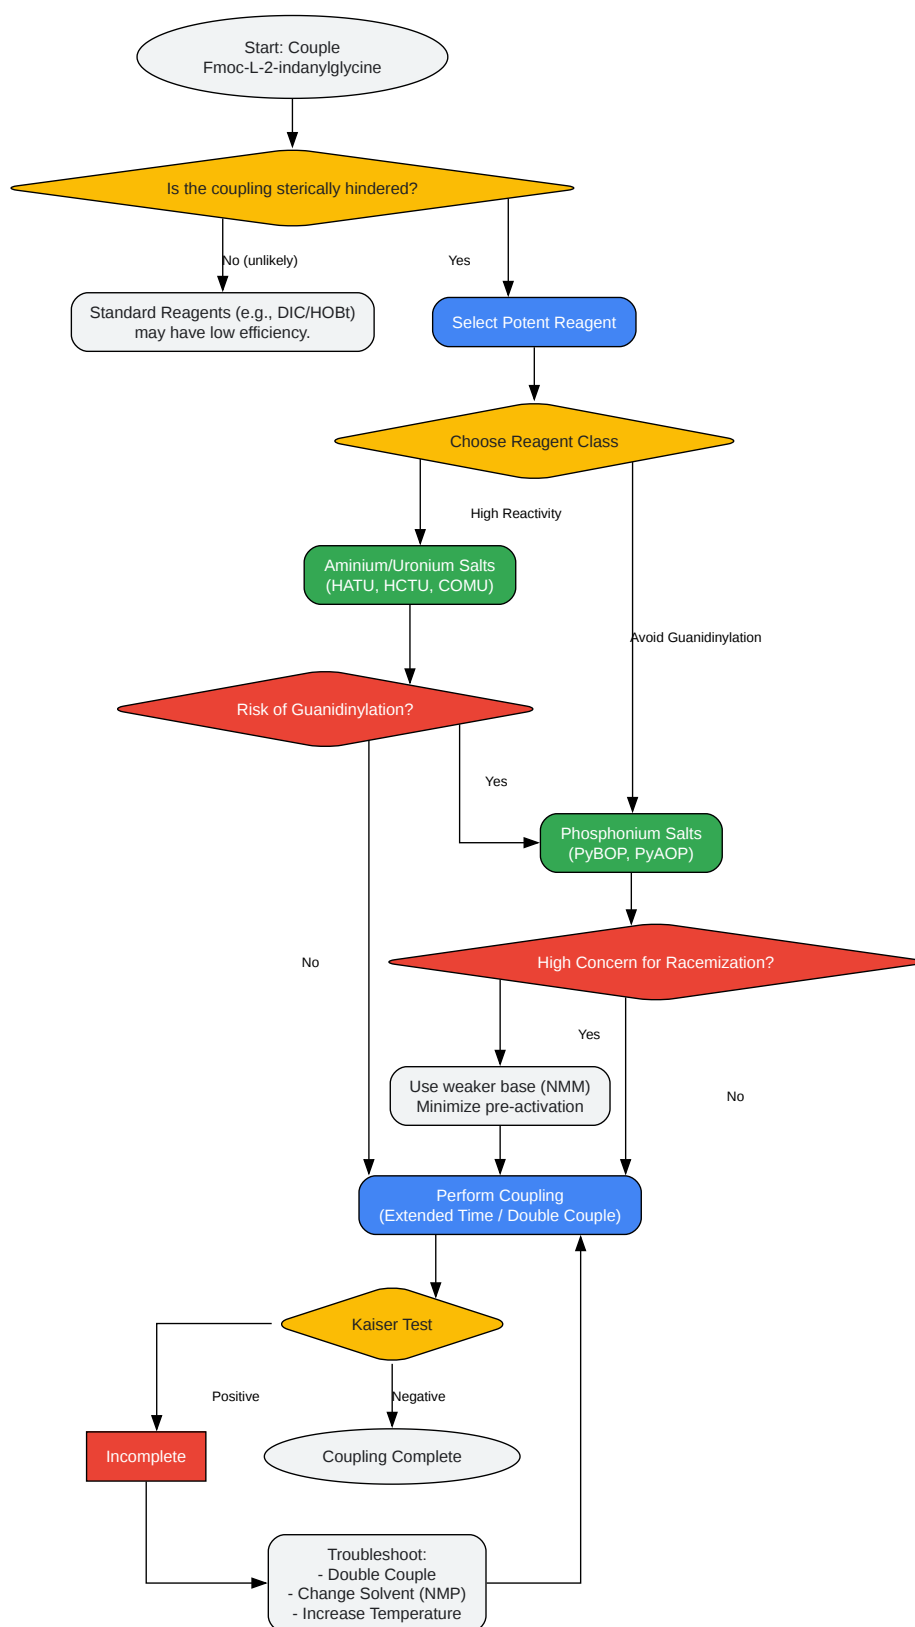 Start: Couple
Fmoc-L-2-indanylglycine
Is the coupling sterically hindered?
No (unlikely)
Yes
Standard Reagents (e.g., DIC/HOBt)
may have low efficiency.
Select Potent Reagent
Choose Reagent Class
High Reactivity
Aminium/Uronium Salts
(HATU, HCTU, COMU)
Avoid Guanidinylation
Risk of Guanidinylation?
Yes
Phosphonium Salts
(PyBOP, PyAOP)
No
High Concern for Racemization?
Yes
Use weaker base (NMM)
Minimize pre-activation
No
Perform Coupling
(Extended Time / Double Couple)
Kaiser Test
Positive
Negative
Incomplete
Coupling Complete
Troubleshoot:
- Double Couple
- Change Solvent (NMP)
- Increase Temperature